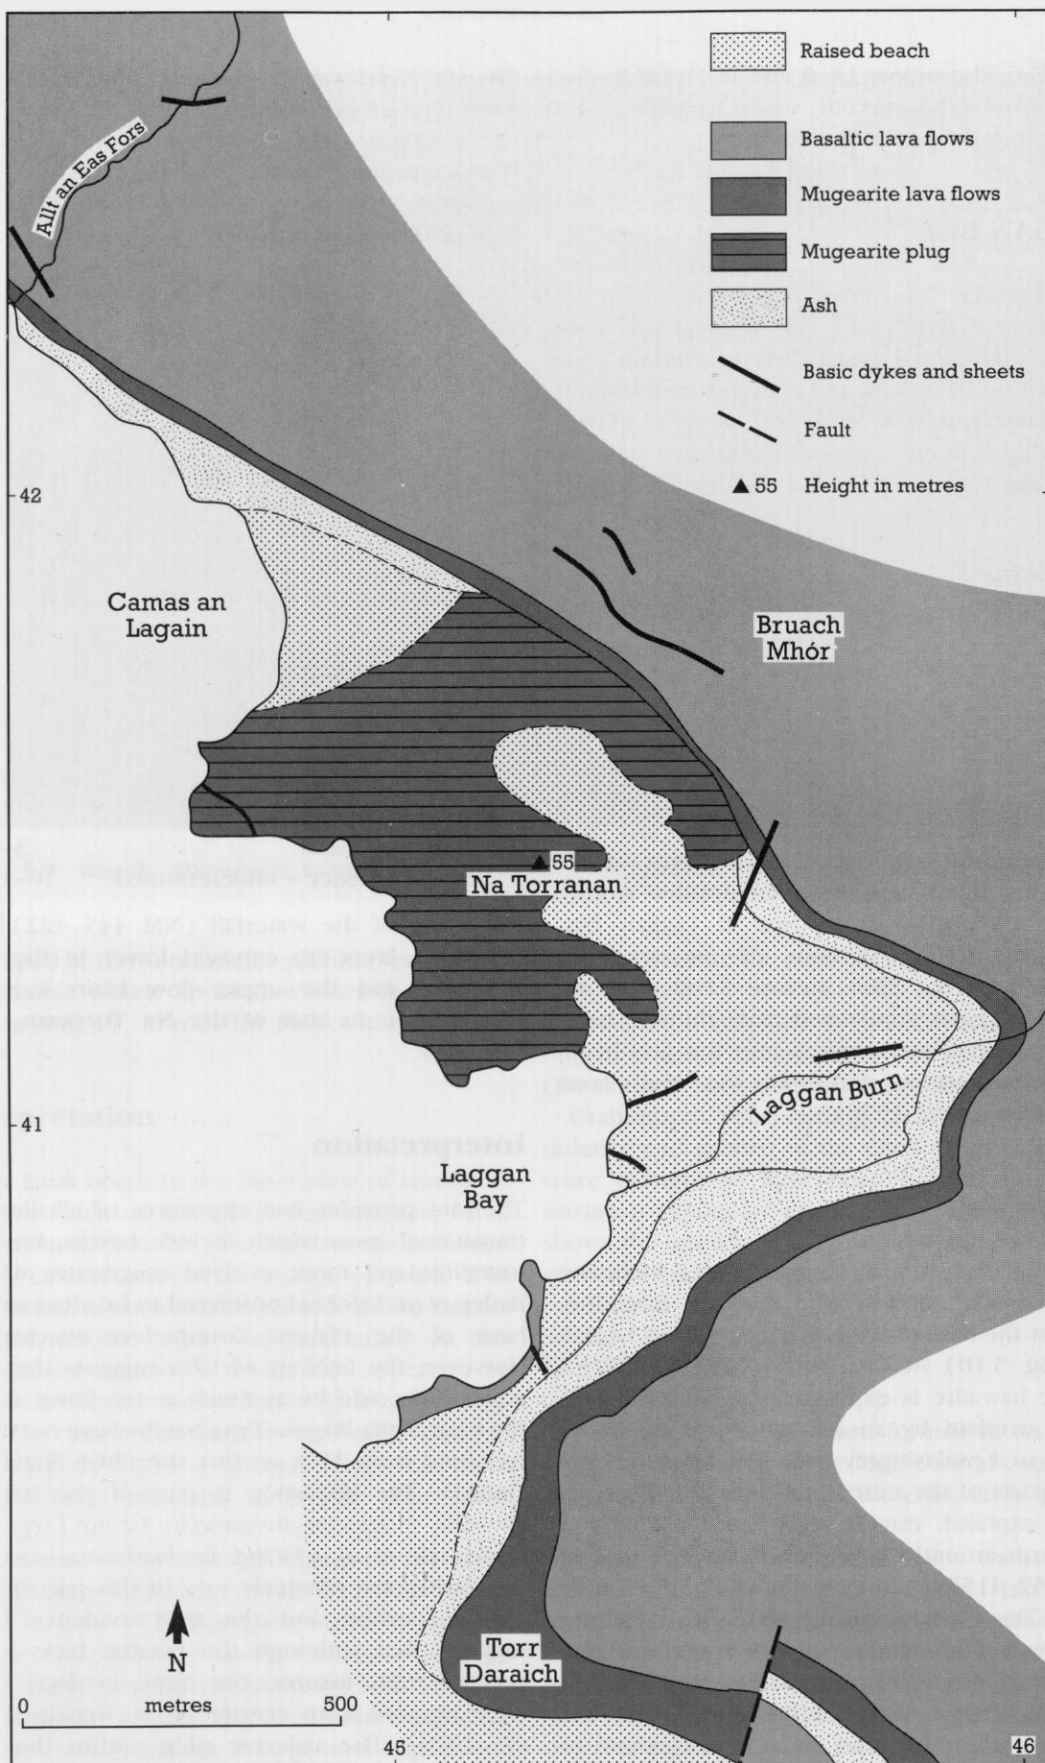 Raised beach
Basaltic lava flows
Mugearite lava flows
Mugearite plug
Ash
Basic dykes and sheets
Fault
▲ 55 Height in metres
Allt an Eas Fors
42
Camas an
Lagain
Bruach
Mhór
▲ 55
Na Torranan
Laggan Burn
41
Laggan
Bay
N
0 metres 500
Torr
Daraich
45
46